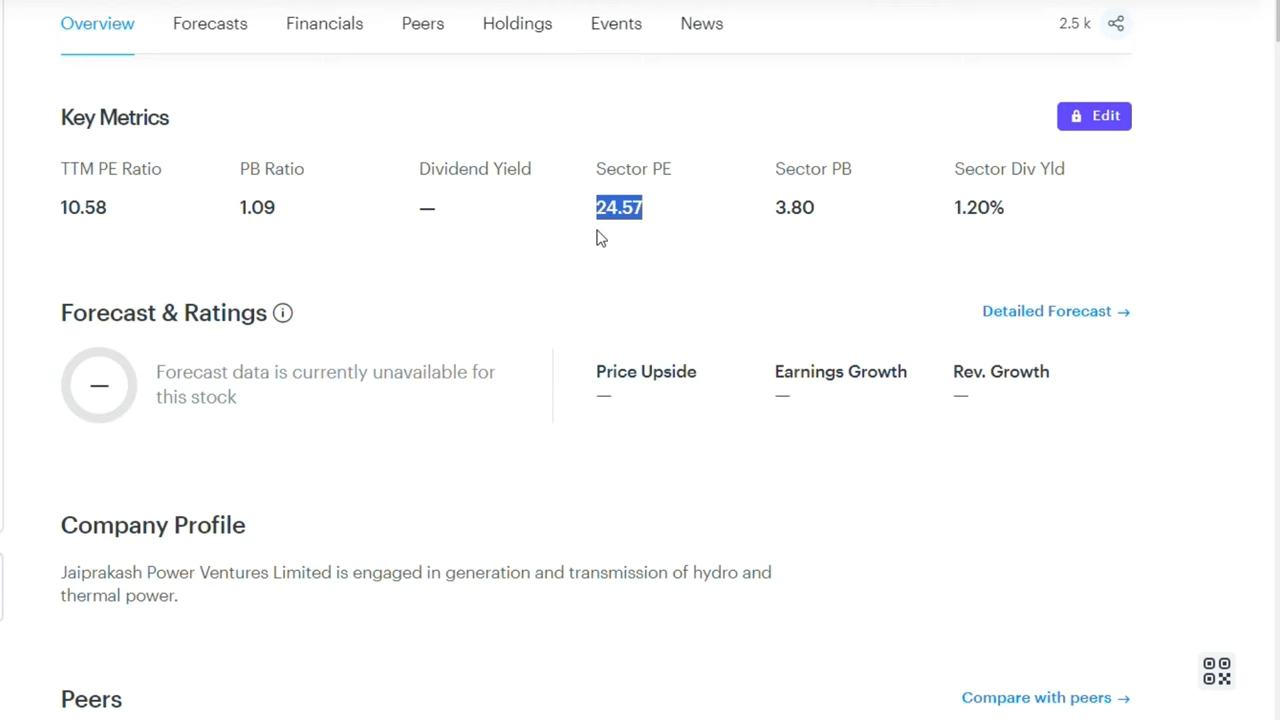 Overview Forecasts Financials Peers Holdings Events News 2.5 k
Key Metrics Edit
TTM PE Ratio PB Ratio Dividend Yield Sector PE Sector PB Sector Div Yld
10.58 1.09 — 24.57 3.80 1.20%
Forecast & Ratings Detailed Forecast →
Forecast data is currently unavailable for
this stock
Price Upside Earnings Growth Rev. Growth
— — —
Company Profile
Jaiprakash Power Ventures Limited is engaged in generation and transmission of hydro and
thermal power.
Peers Compare with peers →